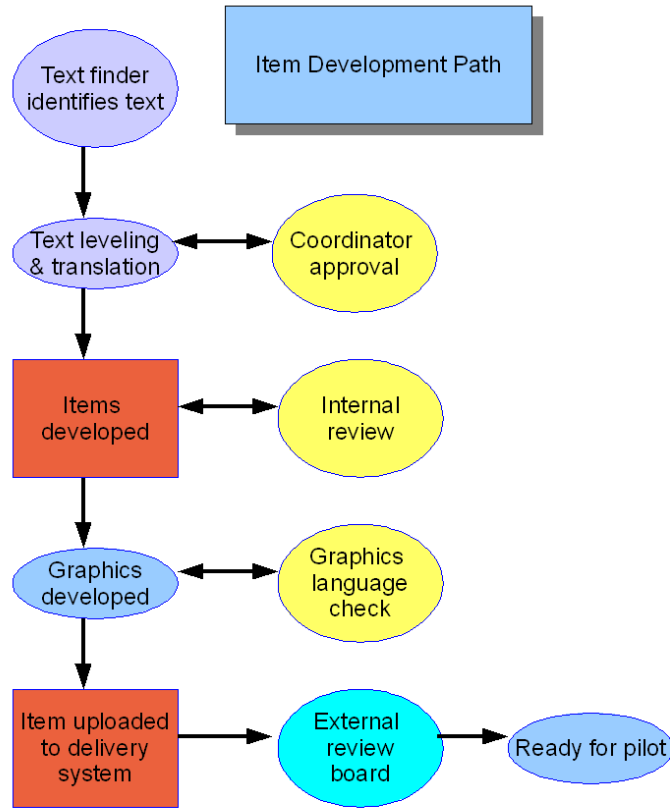 Item Development Path
Text finder
identifies text
Text leveling
& translation
Coordinator
approval
Items
developed
Internal
review
Graphics
developed
Graphics
language
check
Item uploaded
to delivery
system
External
review
board
Ready for pilot